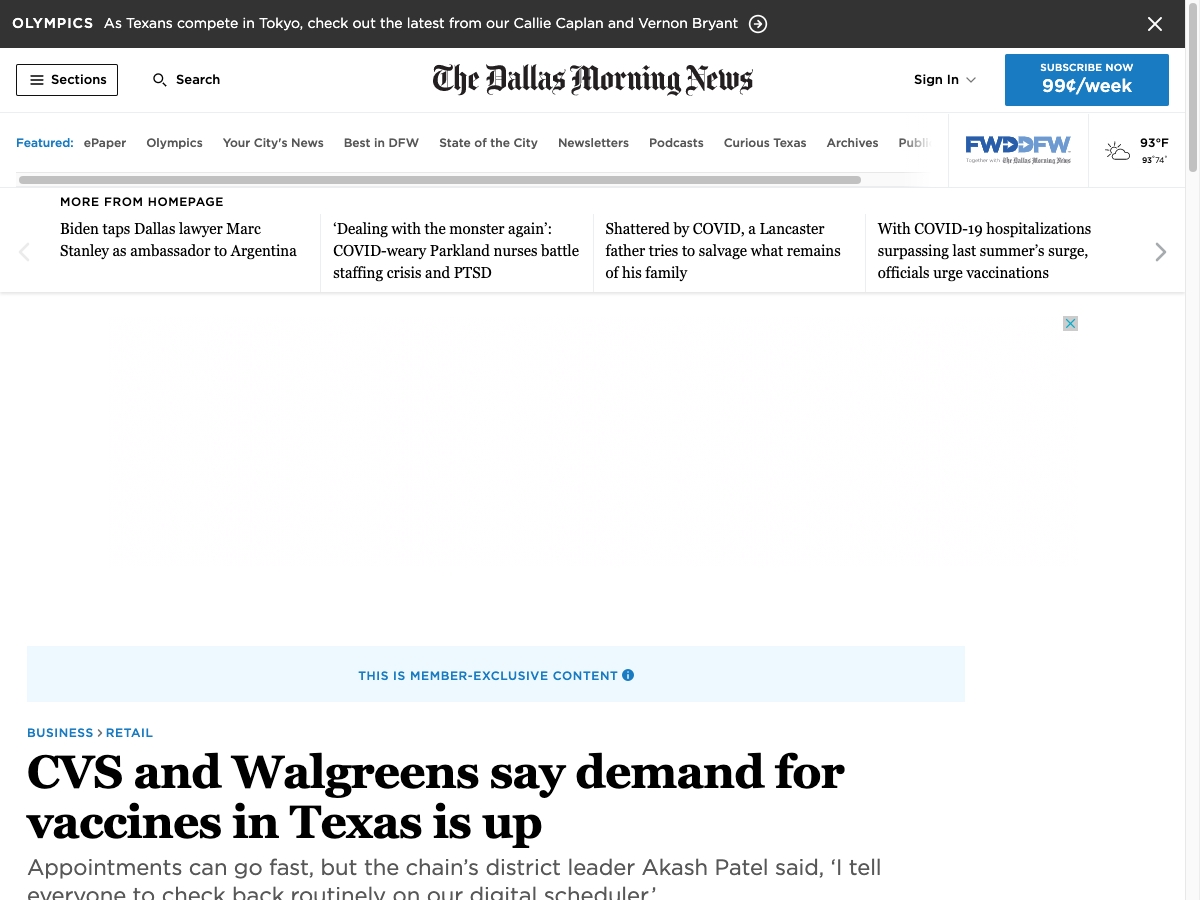 OLYMPICS As Texans compete in Tokyo, check out the latest from our Callie Caplan and Vernon Bryant
Sections
Search
The Dallas Morning News
Sign In
SUBSCRIBE NOW
99¢/week
Featured: ePaper Olympics Your City's News Best in DFW State of the City Newsletters Podcasts Curious Texas Archives
FWD>DFW
Together with The Dallas Morning News
93°F
93°74°
MORE FROM HOMEPAGE
Biden taps Dallas lawyer Marc
Stanley as ambassador to Argentina
‘Dealing with the monster again’:
COVID-weary Parkland nurses battle
staffing crisis and PTSD
Shattered by COVID, a Lancaster
father tries to salvage what remains
of his family
With COVID-19 hospitalizations
surpassing last summer’s surge,
officials urge vaccinations
THIS IS MEMBER-EXCLUSIVE CONTENT
BUSINESS > RETAIL
CVS and Walgreens say demand for
vaccines in Texas is up
Appointments can go fast, but the chain’s district leader Akash Patel said, ‘I tell
everyone to check back routinely on our digital scheduler.’